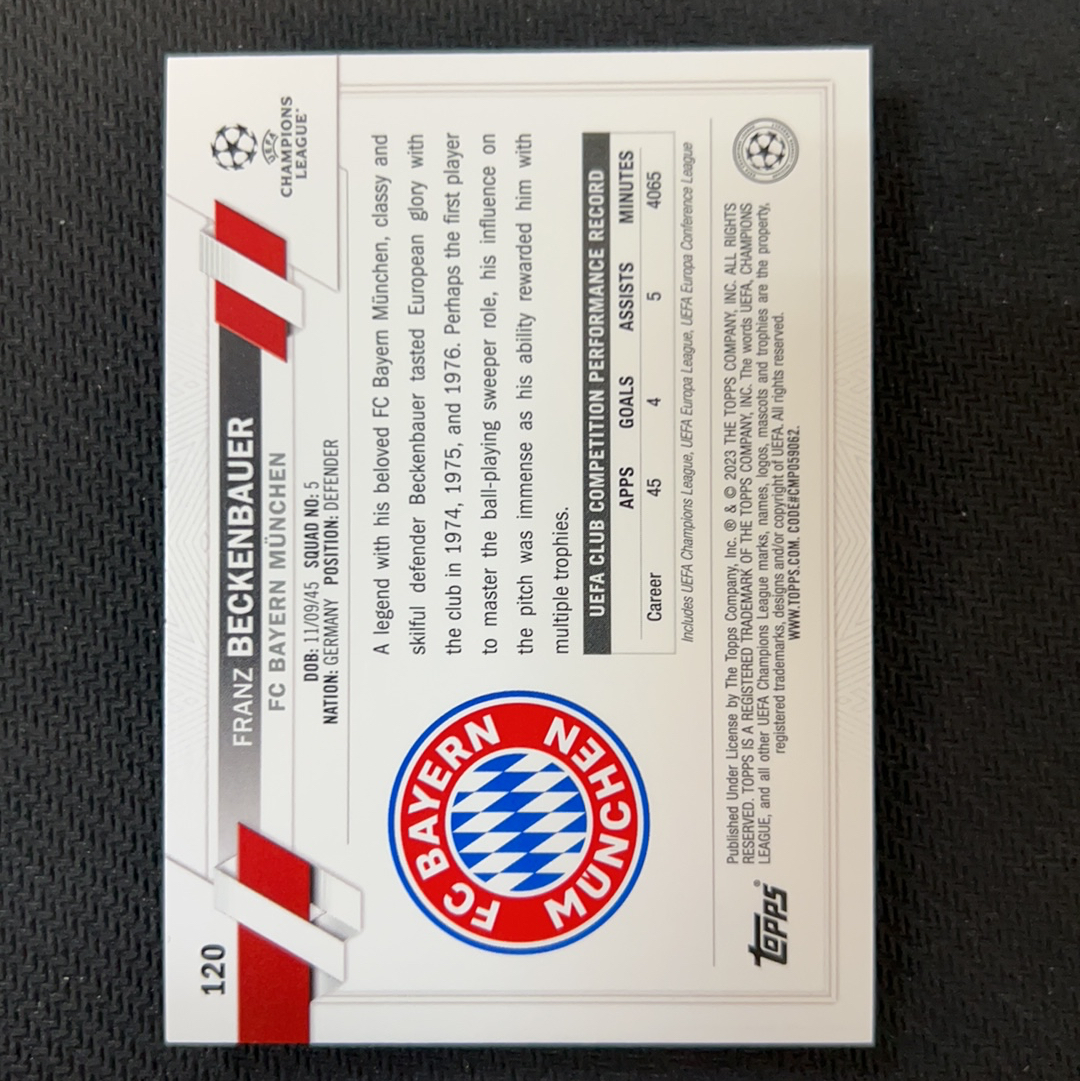 120
FRANZ BECKENBAUER
FC BAYERN MÜNCHEN
DOB: 11/09/45 SQUAD NO: 5
NATION: GERMANY POSITION: DEFENDER
UEFA
CHAMPIONS
LEAGUE
FC BAYERN
MÜNCHEN
A legend with his beloved FC Bayern München, classy and
skilful defender Beckenbauer tasted European glory with
the club in 1974, 1975, and 1976. Perhaps the first player
to master the ball-playing sweeper role, his influence on
the pitch was immense as his ability rewarded him with
multiple trophies.
UEFA CLUB COMPETITION PERFORMANCE RECORD
APPS GOALS ASSISTS MINUTES
Career 45 4 5 4065
Includes UEFA Champions League, UEFA Europa League, UEFA Europa Conference League
topps®
Published Under License by The Topps Company, Inc. ® & © 2023 THE TOPPS COMPANY, INC. ALL RIGHTS
RESERVED. TOPPS IS A REGISTERED TRADEMARK OF THE TOPPS COMPANY, INC. The words UEFA, CHAMPIONS
LEAGUE, and all other UEFA Champions League marks, names, logos, mascots and trophies are the property,
registered trademarks, designs and/or copyright of UEFA. All rights reserved.
WWW.TOPPS.COM. CODE#CMP059062.